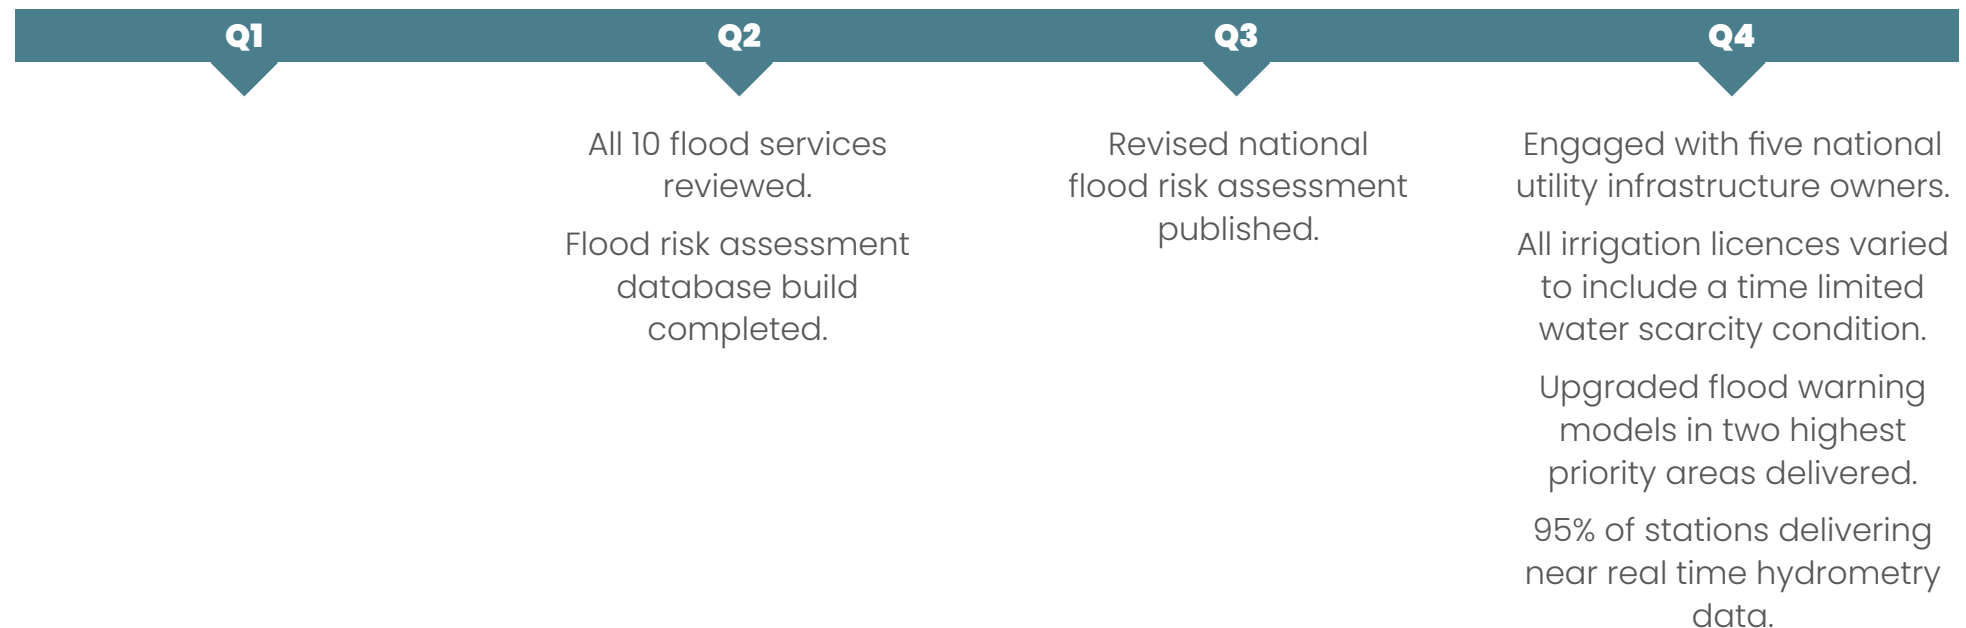 Q1
Q2
Q3
Q4
All 10 flood services
reviewed.
Flood risk assessment
database build
completed.
Revised national
flood risk assessment
published.
Engaged with five national
utility infrastructure owners.
All irrigation licences varied
to include a time limited
water scarcity condition.
Upgraded flood warning
models in two highest
priority areas delivered.
95% of stations delivering
near real time hydrometry
data.